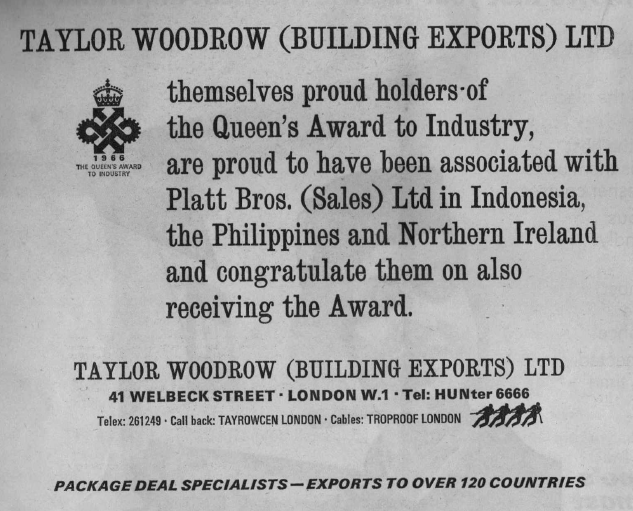 TAYLOR WOODROW (BUILDING EXPORTS) LTD
themselves proud holders of
the Queen's Award to Industry,
are proud to have been associated with
Platt Bros. (Sales) Ltd in Indonesia,
the Philippines and Northern Ireland
and congratulate them on also
receiving the Award.
1966
THE QUEEN'S AWARD
TO INDUSTRY
TAYLOR WOODROW (BUILDING EXPORTS) LTD
41 WELBECK STREET · LONDON W.1 · Tel: HUNter 6666
Telex: 261249 · Call back: TAYROWCEN LONDON · Cables: TROPROOF LONDON
PACKAGE DEAL SPECIALISTS — EXPORTS TO OVER 120 COUNTRIES